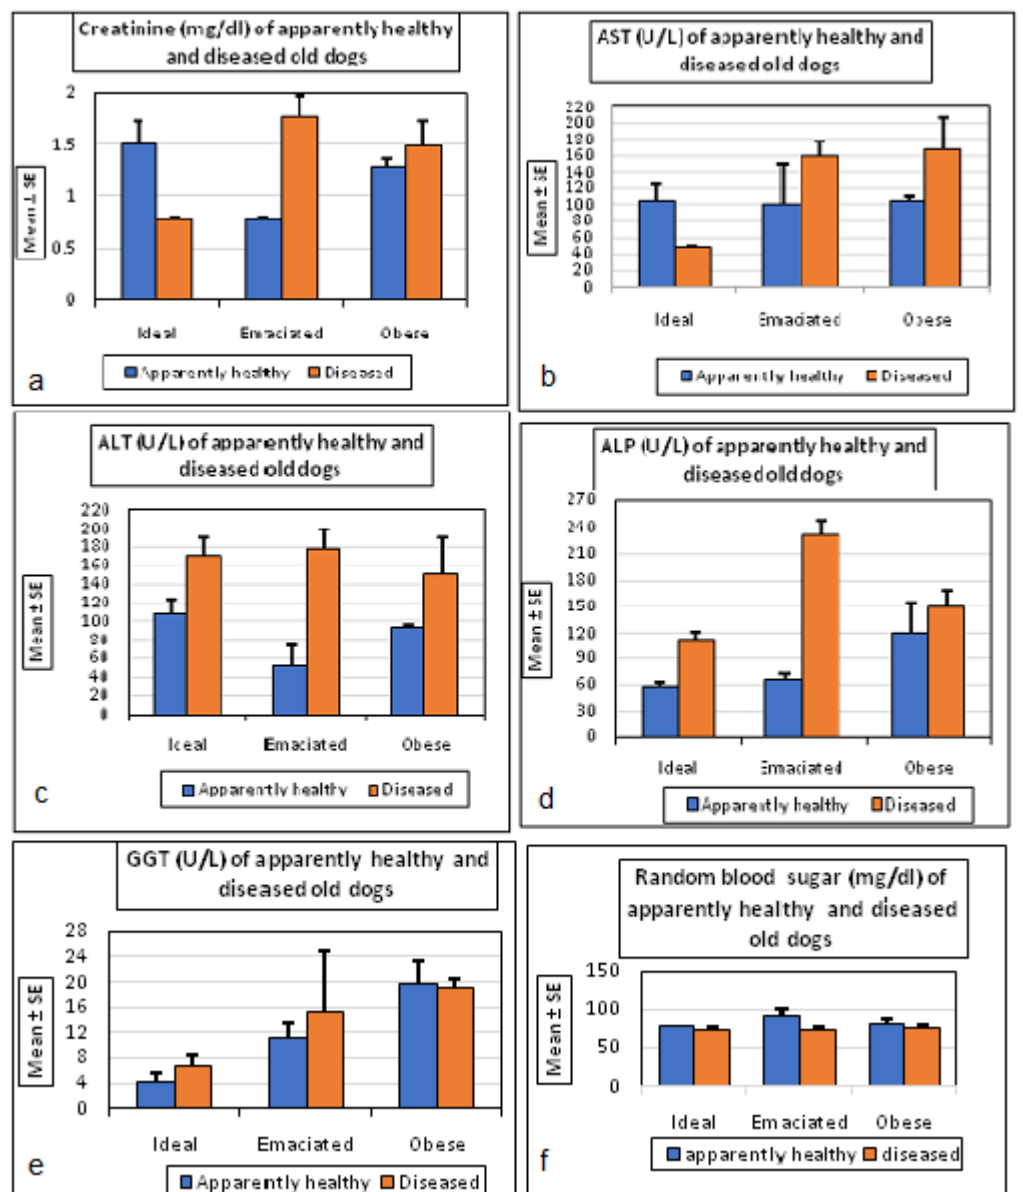 Creatinine (mg/dl) of apparently healthy
and diseased old dogs
2
1.5
1
0.5
0
Mean ± SE
Ideal Emaciated Obese
Apparently healthy Diseased
a
AST (U/L) of apparently healthy and
diseased old dogs
220
200
180
160
140
120
100
80
60
40
20
0
Mean ± SE
Ideal Emaciated Obese
Apparently healthy Diseased
b
ALT (U/L) of apparently healthy and
diseased old dogs
220
200
180
160
140
120
100
80
60
40
20
0
Mean ± SE
Ideal Emaciated Obese
Apparently healthy Diseased
c
ALP (U/L) of apparently healthy and
diseased old dogs
270
240
210
180
150
120
90
60
30
0
Mean ± SE
Ideal Emaciated Obese
Apparently healthy Diseased
d
GGT (U/L) of apparently healthy and
diseased old dogs
28
24
20
16
12
8
4
0
Mean ± SE
Ideal Emaciated Obese
Apparently healthy Diseased
e
Random blood sugar (mg/dl) of
apparently healthy and diseased
old dogs
150
100
50
0
Mean ± SE
Ideal Emaciated Obese
apparently healthy diseased
f